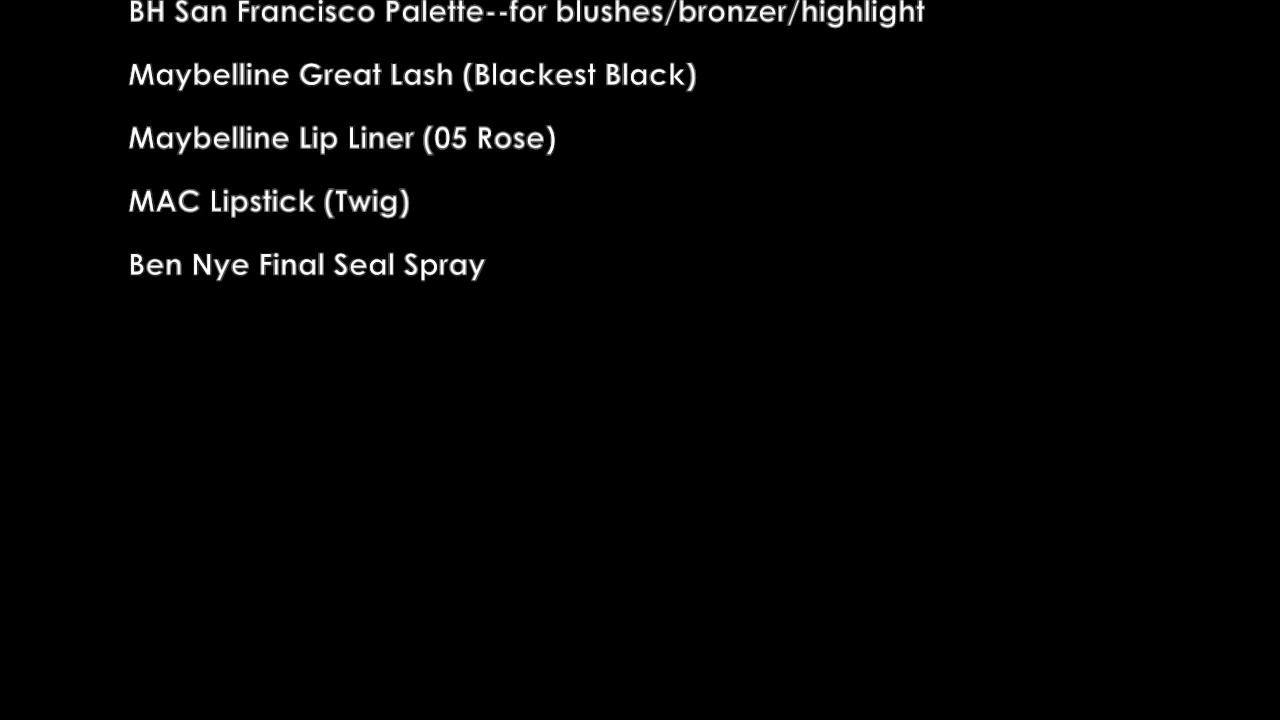 BH San Francisco Palette--for blushes/bronzer/highlight
Maybelline Great Lash (Blackest Black)
Maybelline Lip Liner (05 Rose)
MAC Lipstick (Twig)
Ben Nye Final Seal Spray